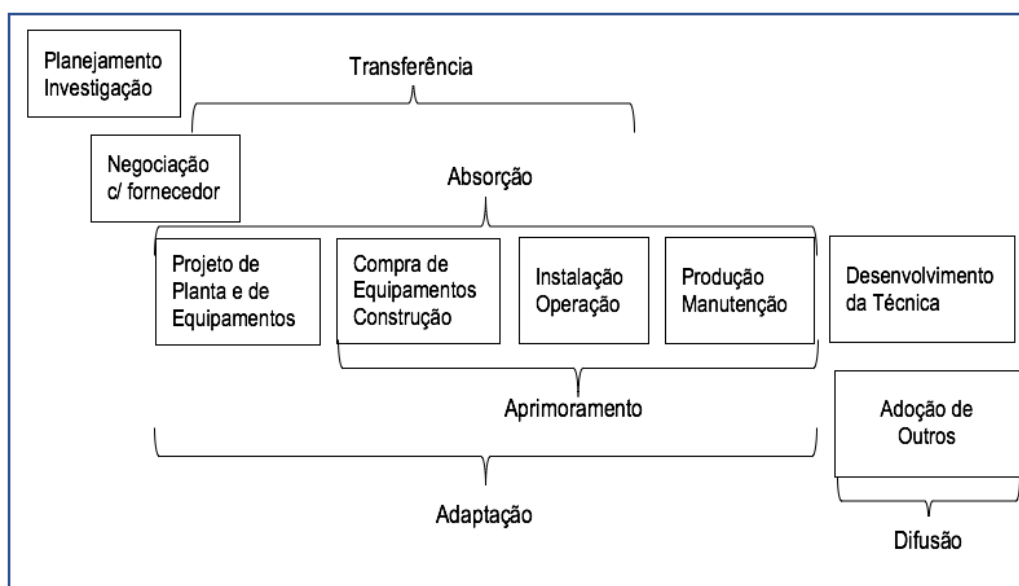 Planejamento
Investigação
Transferência
Negociação
c/ fornecedor
Absorção
Projeto de
Planta e de
Equipamentos
Compra de
Equipamentos
Construção
Instalação
Operação
Produção
Manutenção
Desenvolvimento
da Técnica
Aprimoramento
Adoção de
Outros
Adaptação
Difusão